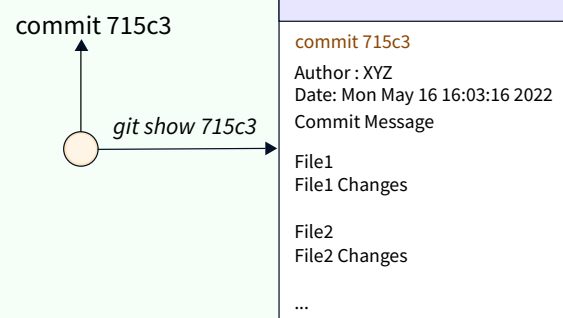 commit 715c3
git show 715c3
commit 715c3
Author : XYZ
Date: Mon May 16 16:03:16 2022
Commit Message
File1
File1 Changes
File2
File2 Changes
...